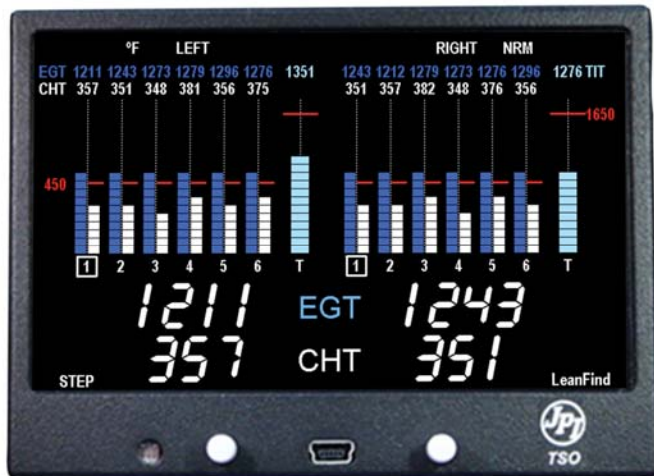 °F LEFT RIGHT NRM
EGT 1211 1243 1273 1279 1296 1276 1351 1243 1212 1279 1273 1276 1296 1276 TIT
CHT 357 351 348 381 356 375 351 357 382 348 376 356
1650
450
1 2 3 4 5 6 T 1 2 3 4 5 6 T
1211 EGT 1243
357 CHT 351
STEP LeanFind
JPI
TSO